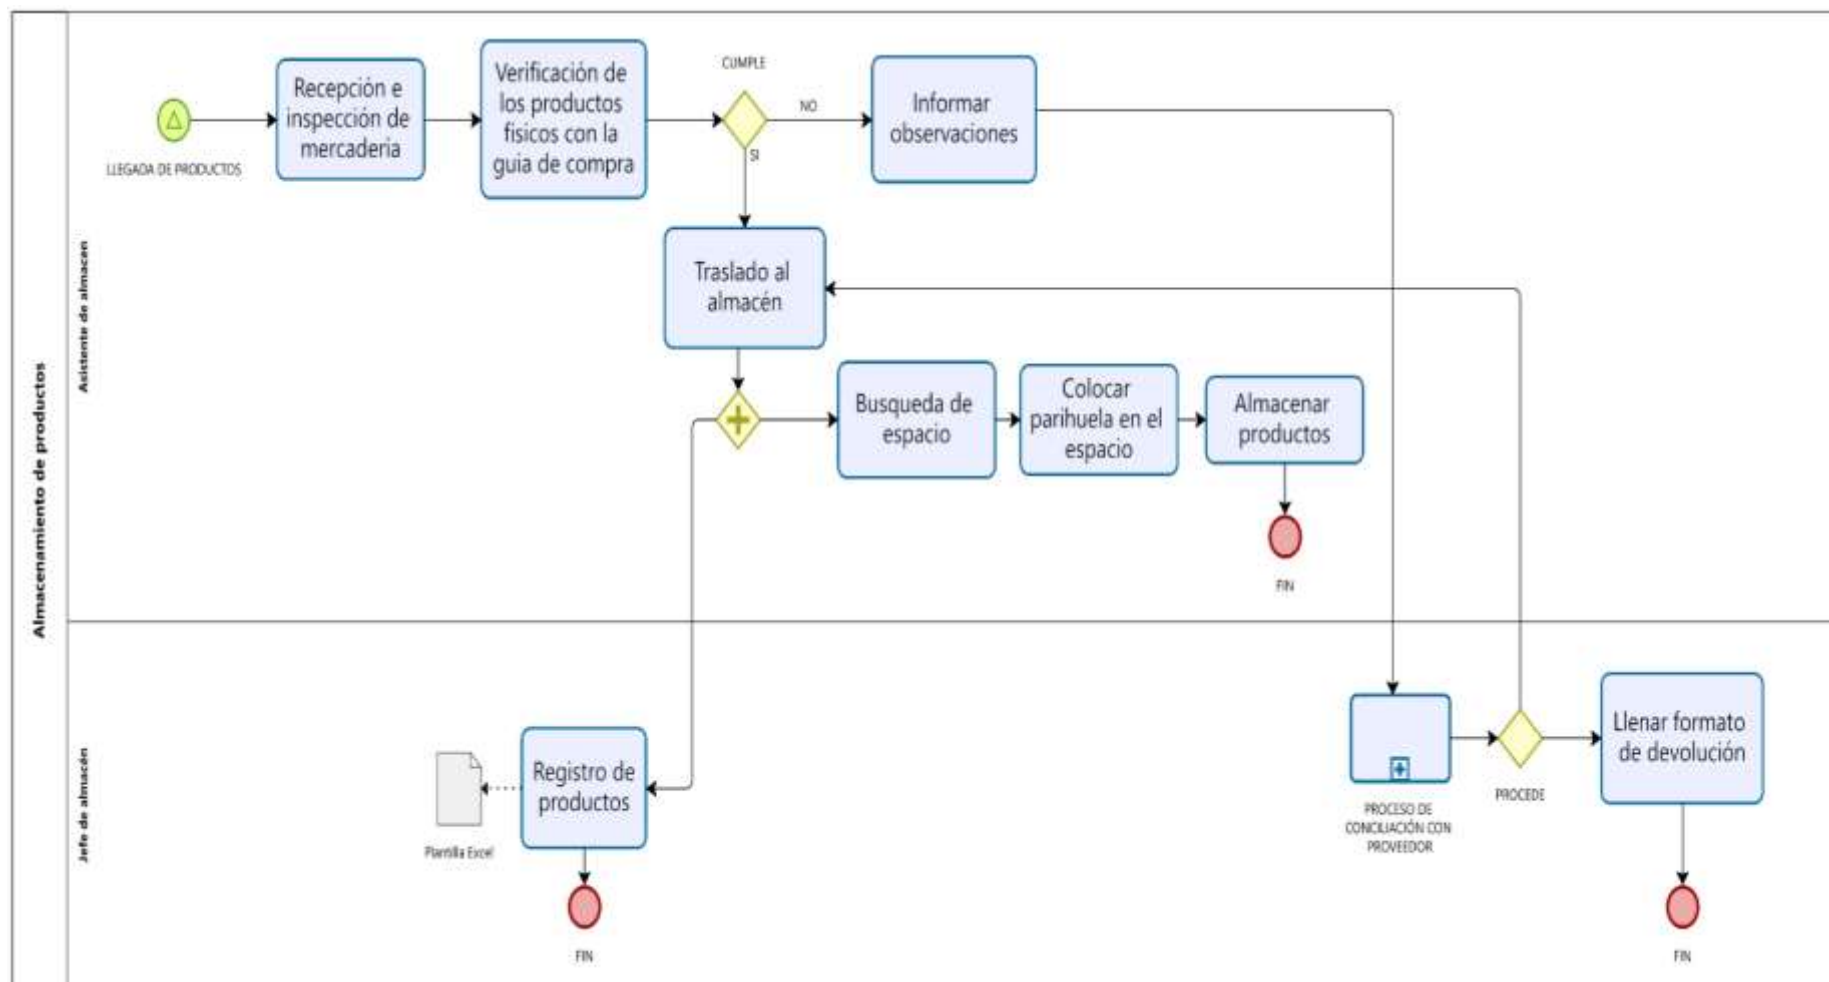 Almacenamiento de productos
Asistente de almacen
LLEGADA DE PRODUCTOS
Recepción e
inspección de
mercaderia
Verificación de
los productos
fisicos con la
guia de compra
CUMPLE
NO
SI
Informar
observaciones
Traslado al
almacén
Busqueda de
espacio
Colocar
parihuela en el
espacio
Almacenar
productos
FIN
Jefe de almacén
Plantilla Excel
Registro de
productos
FIN
PROCESO DE
CONCILIACIÓN CON
PROVEEDOR
PROCEDE
Llenar formato
de devolución
FIN